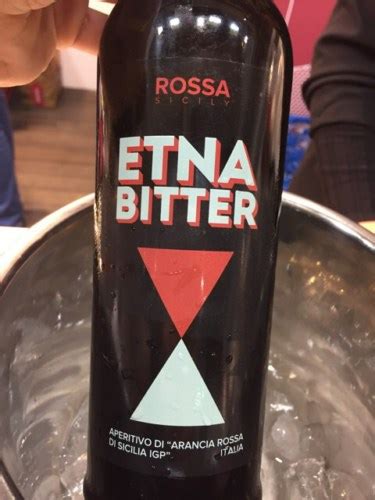 ROSSA
SICILY
ETNA
BITTER
APERITIVO DI "ARANCIA ROSSA
DI SICILIA IGP" ITALIA